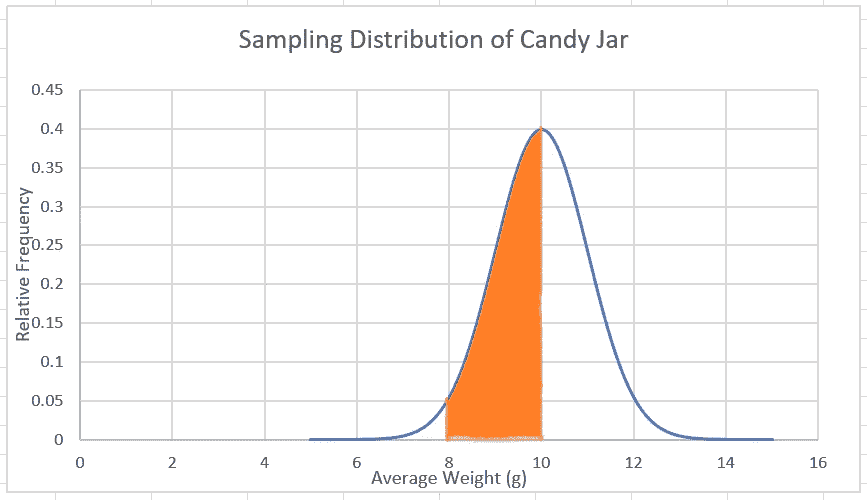 Sampling Distribution of Candy Jar
0.45
0.4
0.35
0.3
0.25
0.2
0.15
0.1
0.05
0
Relative Frequency
0 2 4 6 8 10 12 14 16
Average Weight (g)